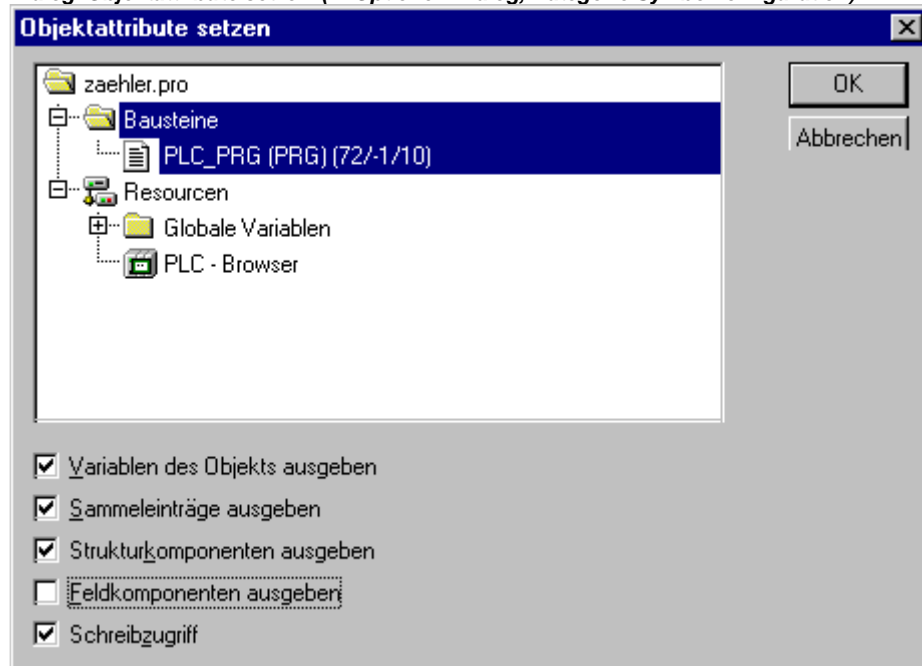 Objektattribute setzen
zaehler.pro
OK
Bausteine
Abbrechen
PLC_PRG (PRG) (72/-1/10)
Resourcen
Globale Variablen
PLC - Browser
Variablen des Objekts ausgeben
Sammeleinträge ausgeben
Strukturkomponenten ausgeben
Feldkomponenten ausgeben
Schreibzugriff